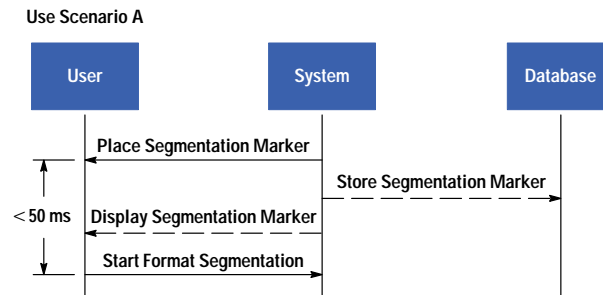 Use Scenario A
User
System
Database
Place Segmentation Marker
Store Segmentation Marker
< 50 ms
Display Segmentation Marker
Start Format Segmentation